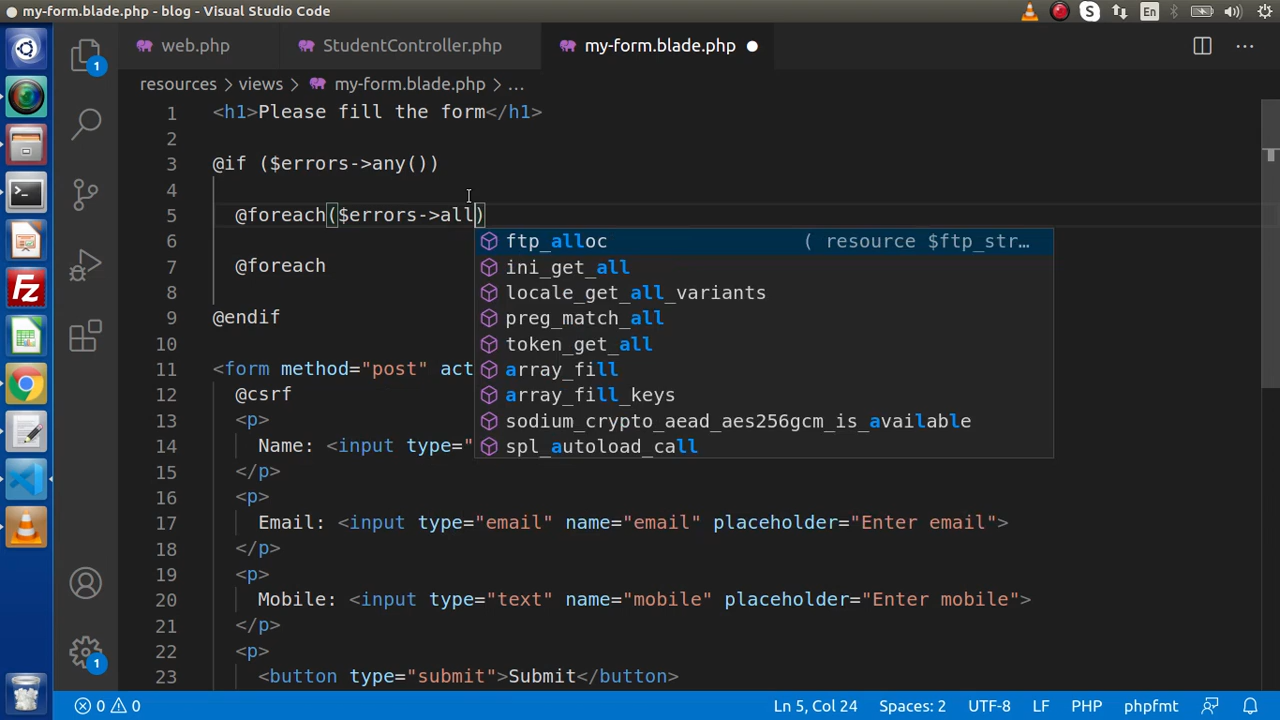 my-form.blade.php - blog - Visual Studio Code
En
web.php
StudentController.php
my-form.blade.php
resources > views > my-form.blade.php > ...
1 <h1>Please fill the form</h1>
2
3 @if ($errors->any())
4
5 @foreach($errors->all)
6
7 @foreach
8
9 @endif
10
11 <form method="post" act
12 @csrf
13 <p>
14 Name: <input type="
15 </p>
16 <p>
17 Email: <input type="email" name="email" placeholder="Enter email">
18 </p>
19 <p>
20 Mobile: <input type="text" name="mobile" placeholder="Enter mobile">
21 </p>
22 <p>
23 <button type="submit">Submit</button>
ftp_alloc ( resource $ftp_str…
ini_get_all
locale_get_all_variants
preg_match_all
token_get_all
array_fill
array_fill_keys
sodium_crypto_aead_aes256gcm_is_available
spl_autoload_call
1
1
Fz
S
0 0
Ln 5, Col 24
Spaces: 2
UTF-8
LF
PHP
phpfmt